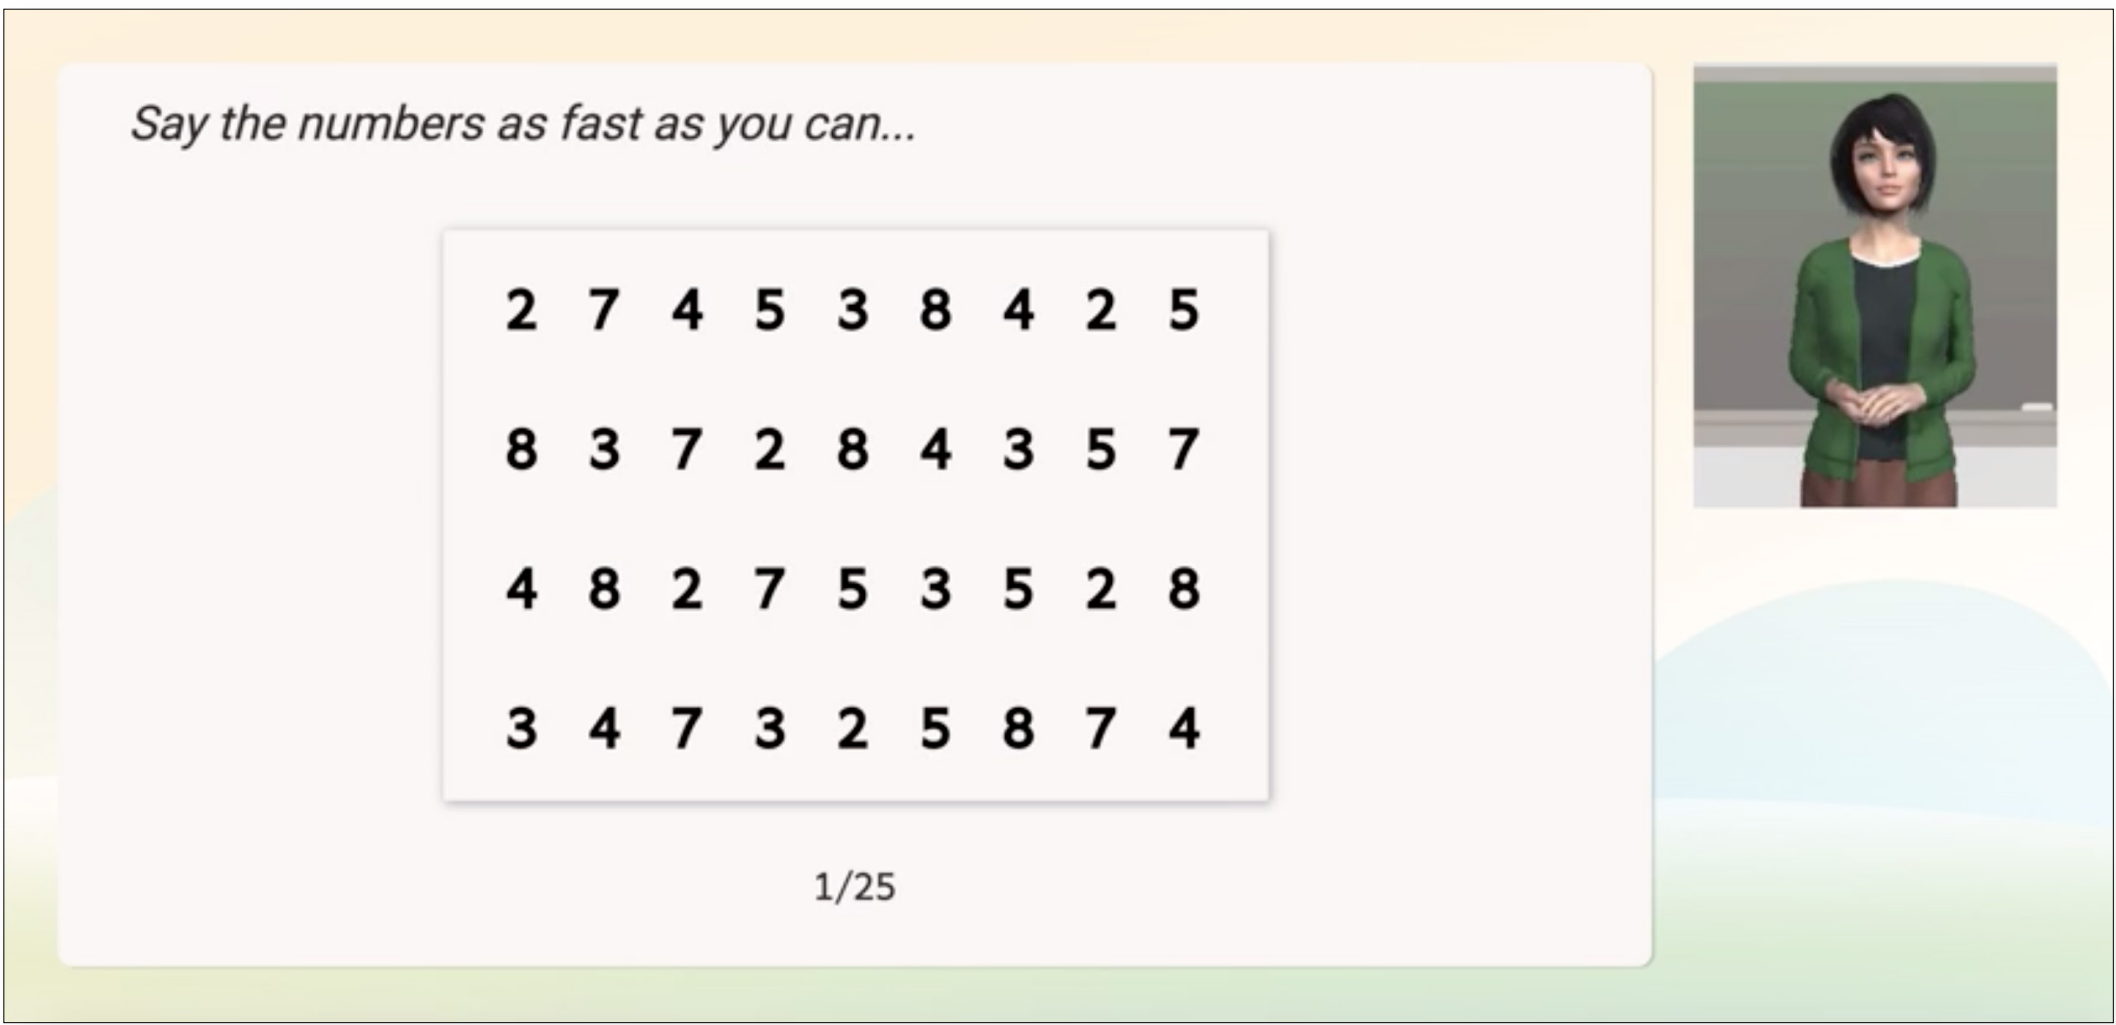 Say the numbers as fast as you can...
2 7 4 5 3 8 4 2 5
8 3 7 2 8 4 3 5 7
4 8 2 7 5 3 5 2 8
3 4 7 3 2 5 8 7 4
1/25